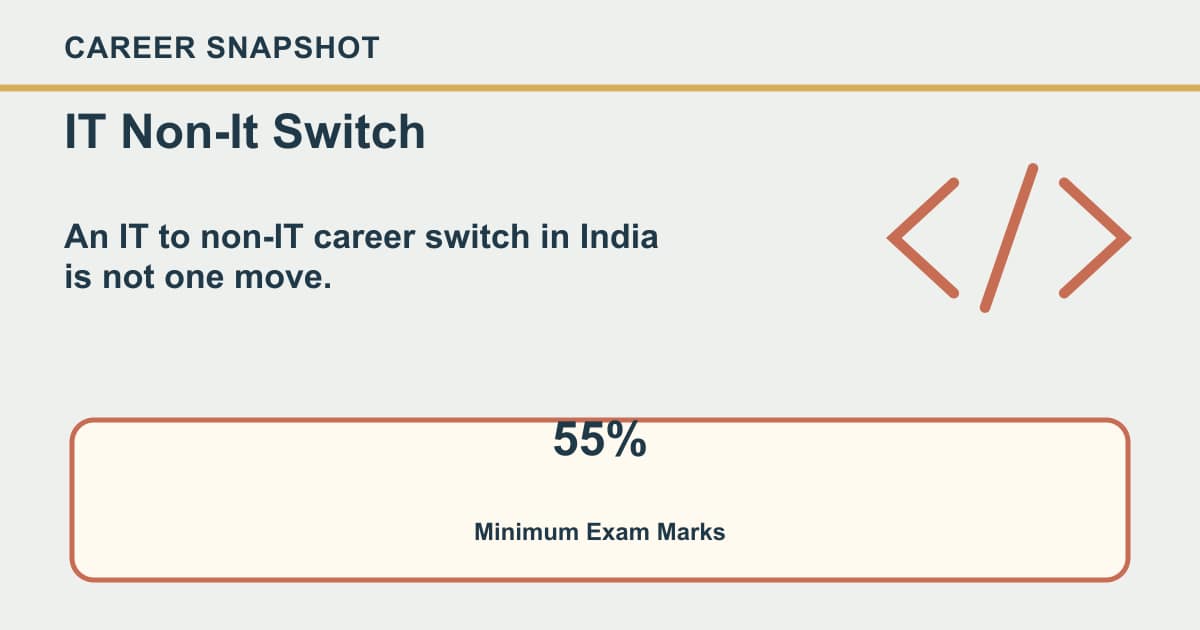 CAREER SNAPSHOT
IT Non-It Switch
An IT to non-IT career switch in India
is not one move.
55%
Minimum Exam Marks